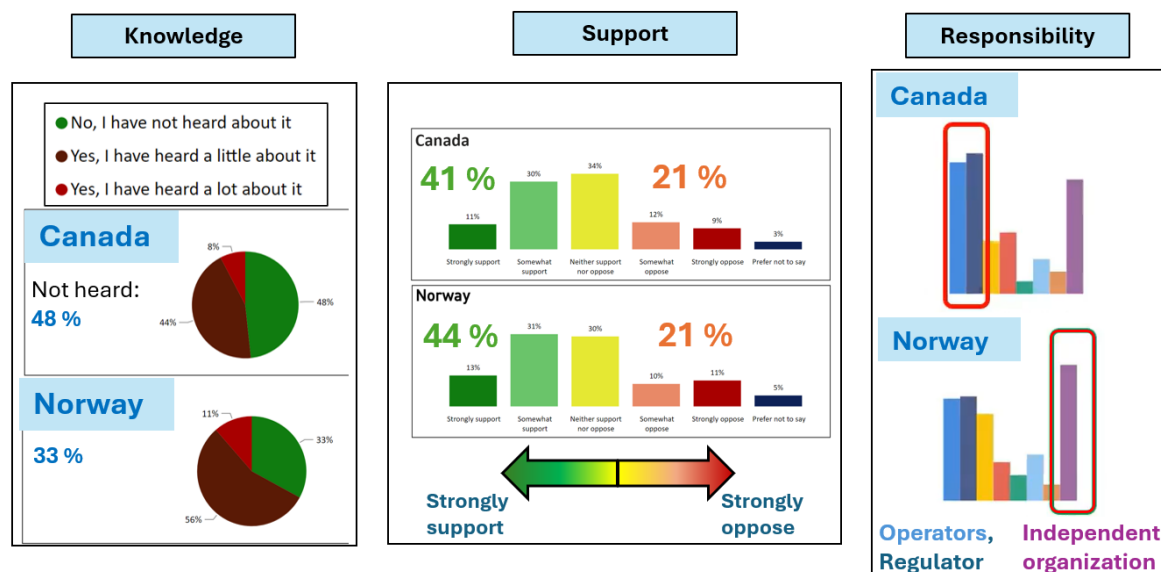 Knowledge
No, I have not heard about it
Yes, I have heard a little about it
Yes, I have heard a lot about it
Canada
Not heard:
48 %
8%
48%
44%
Norway
33 %
11%
33%
56%
Support
Canada
41 %
21 %
11%
30%
34%
12%
9%
3%
Strongly support
Somewhat
support
Neither support
nor oppose
Somewhat
oppose
Strongly oppose
Prefer not to say
Norway
44 %
21 %
13%
31%
30%
10%
11%
5%
Strongly support
Somewhat
support
Neither support
nor oppose
Somewhat
oppose
Strongly oppose
Prefer not to say
Strongly
support
Strongly
oppose
Responsibility
Canada
Norway
Operators,
Regulator
Independent
organization